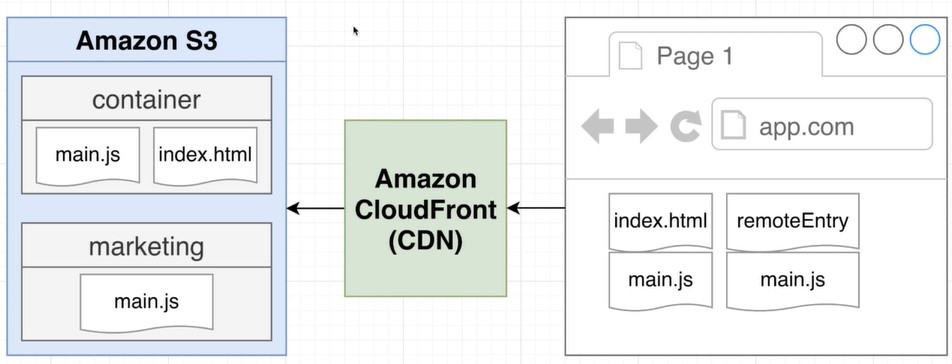 Amazon S3
container
main.js
index.html
marketing
main.js
Amazon
CloudFront
(CDN)
Page 1
app.com
index.html
remoteEntry
main.js
main.js